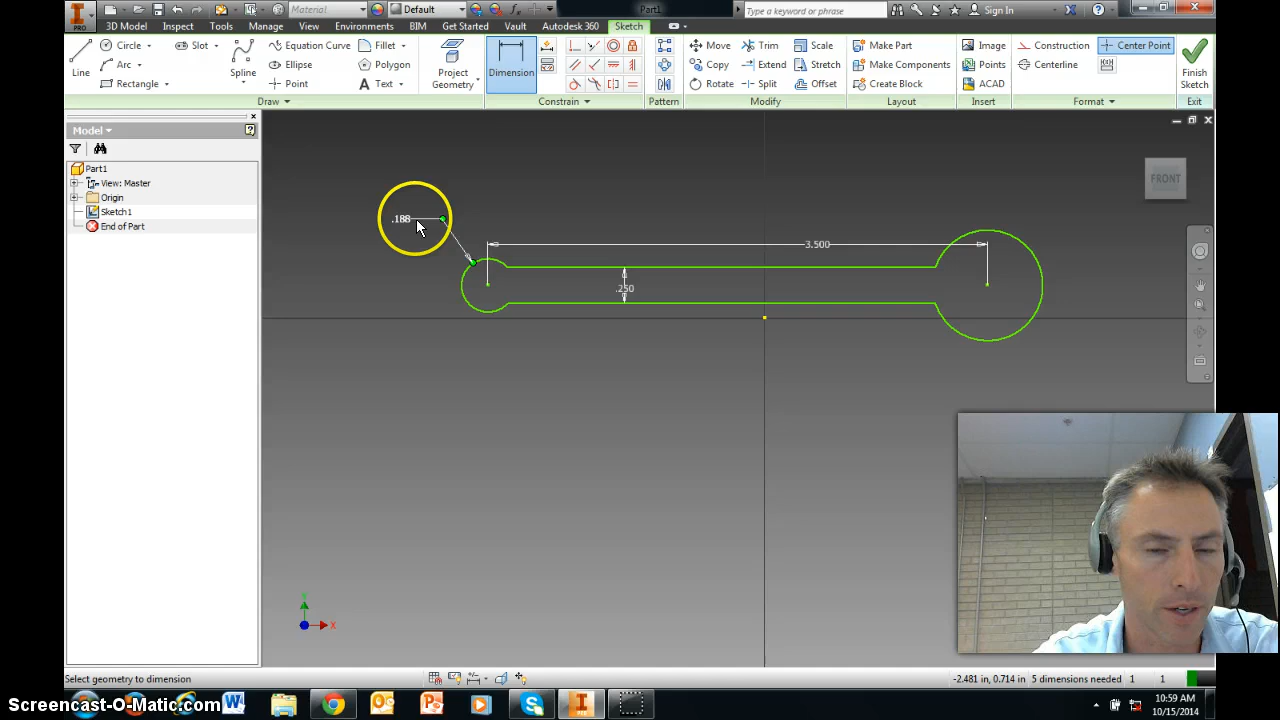 Material
Default
Part1
Type a keyword or phrase
Sign In
PRO
3D Model
Inspect
Tools
Manage
View
Environments
BIM
Get Started
Vault
Autodesk 360
Sketch
Line
Circle
Arc
Rectangle
Slot
Spline
Equation Curve
Ellipse
Point
Fillet
Polygon
Text
Project
Geometry
Dimension
Move
Copy
Rotate
Trim
Extend
Split
Scale
Stretch
Offset
Make Part
Make Components
Create Block
Image
Points
ACAD
Construction
Centerline
Center Point
Finish
Sketch
Draw
Constrain
Pattern
Modify
Layout
Insert
Format
Exit
Model
Part1
View: Master
Origin
Sketch1
End of Part
FRONT
.188
3.500
.250
Y
X
Select geometry to dimension
-2.481 in, 0.714 in
5 dimensions needed
1
1
Screencast-O-Matic.com
10:59 AM
10/15/2014